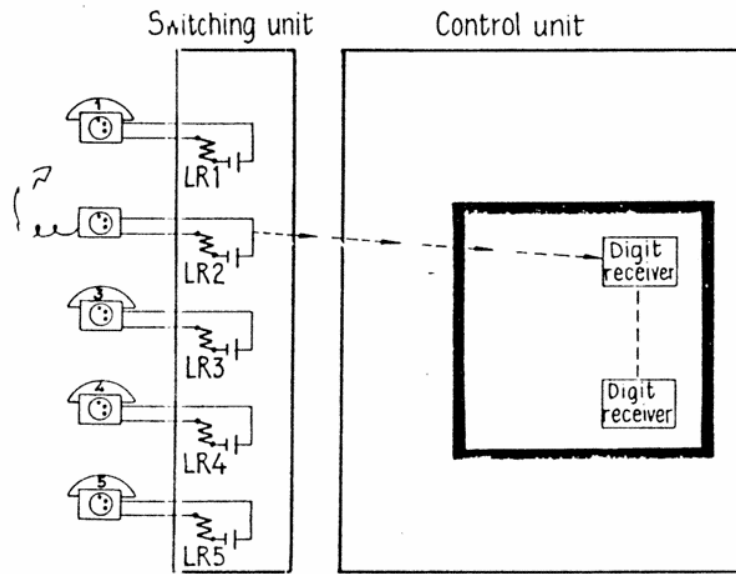 Switching unit
Control unit
1
LR1
LR2
Digit
receiver
3
LR3
4
LR4
Digit
receiver
5
LR5